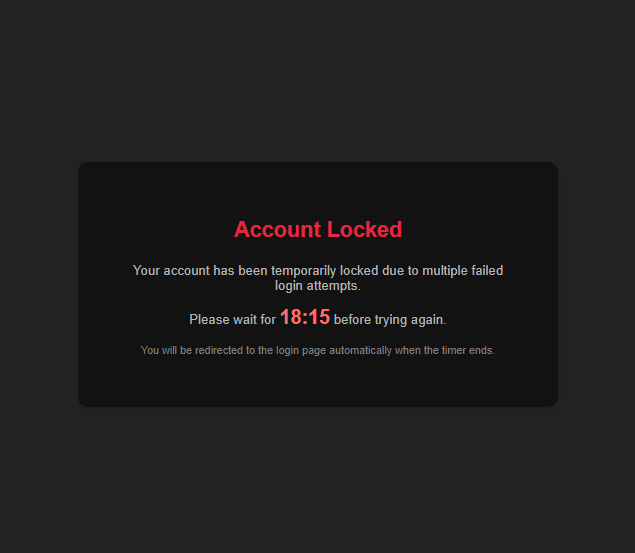 Account Locked
Your account has been temporarily locked due to multiple failed
login attempts.
Please wait for 18:15 before trying again.
You will be redirected to the login page automatically when the timer ends.